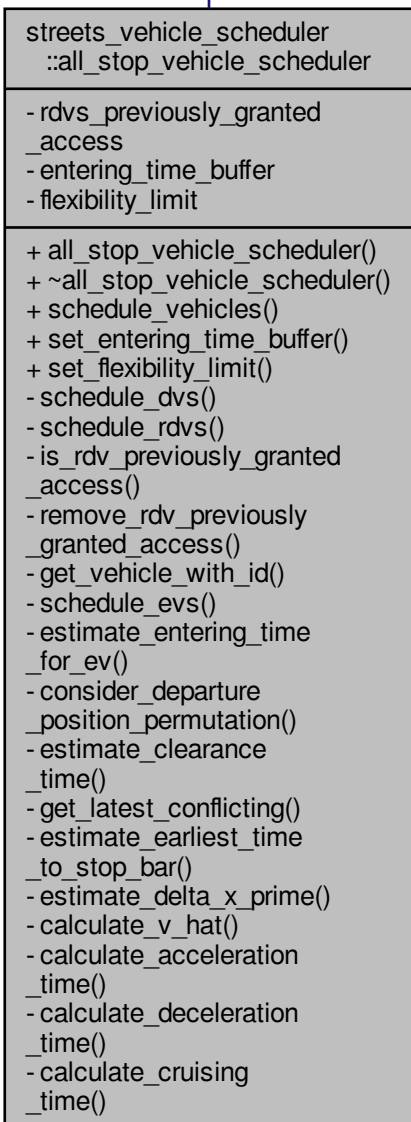 streets_vehicle_scheduler
::all_stop_vehicle_scheduler
- rdvs_previously_granted
_access
- entering_time_buffer
- flexibility_limit
+ all_stop_vehicle_scheduler()
+ ~all_stop_vehicle_scheduler()
+ schedule_vehicles()
+ set_entering_time_buffer()
+ set_flexibility_limit()
- schedule_dvs()
- schedule_rdvs()
- is_rdv_previously_granted
_access()
- remove_rdv_previously
_granted_access()
- get_vehicle_with_id()
- schedule_evs()
- estimate_entering_time
_for_ev()
- consider_departure
_position_permutation()
- estimate_clearance
_time()
- get_latest_conflicting()
- estimate_earliest_time
_to_stop_bar()
- estimate_delta_x_prime()
- calculate_v_hat()
- calculate_acceleration
_time()
- calculate_deceleration
_time()
- calculate_cruising
_time()